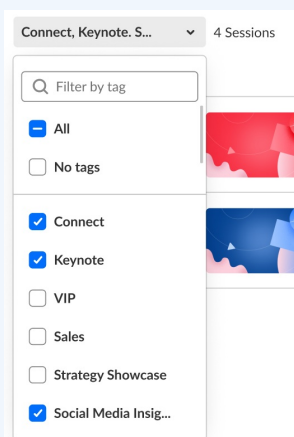 Connect, Keynote. S... 4 Sessions
Filter by tag
All
No tags
Connect
Keynote
VIP
Sales
Strategy Showcase
Social Media Insig...